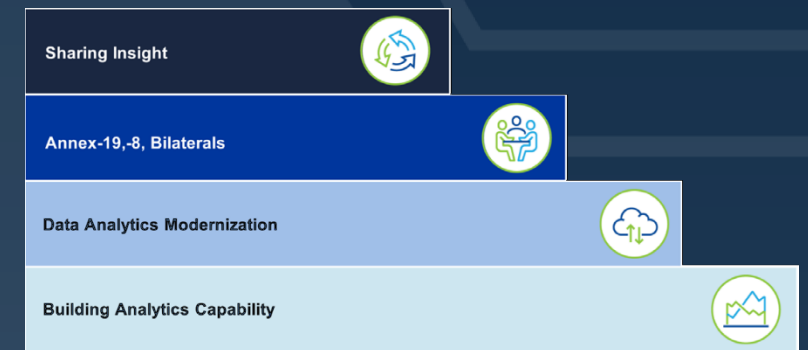 Sharing Insight
Annex-19,-8, Bilaterals
Data Analytics Modernization
Building Analytics Capability